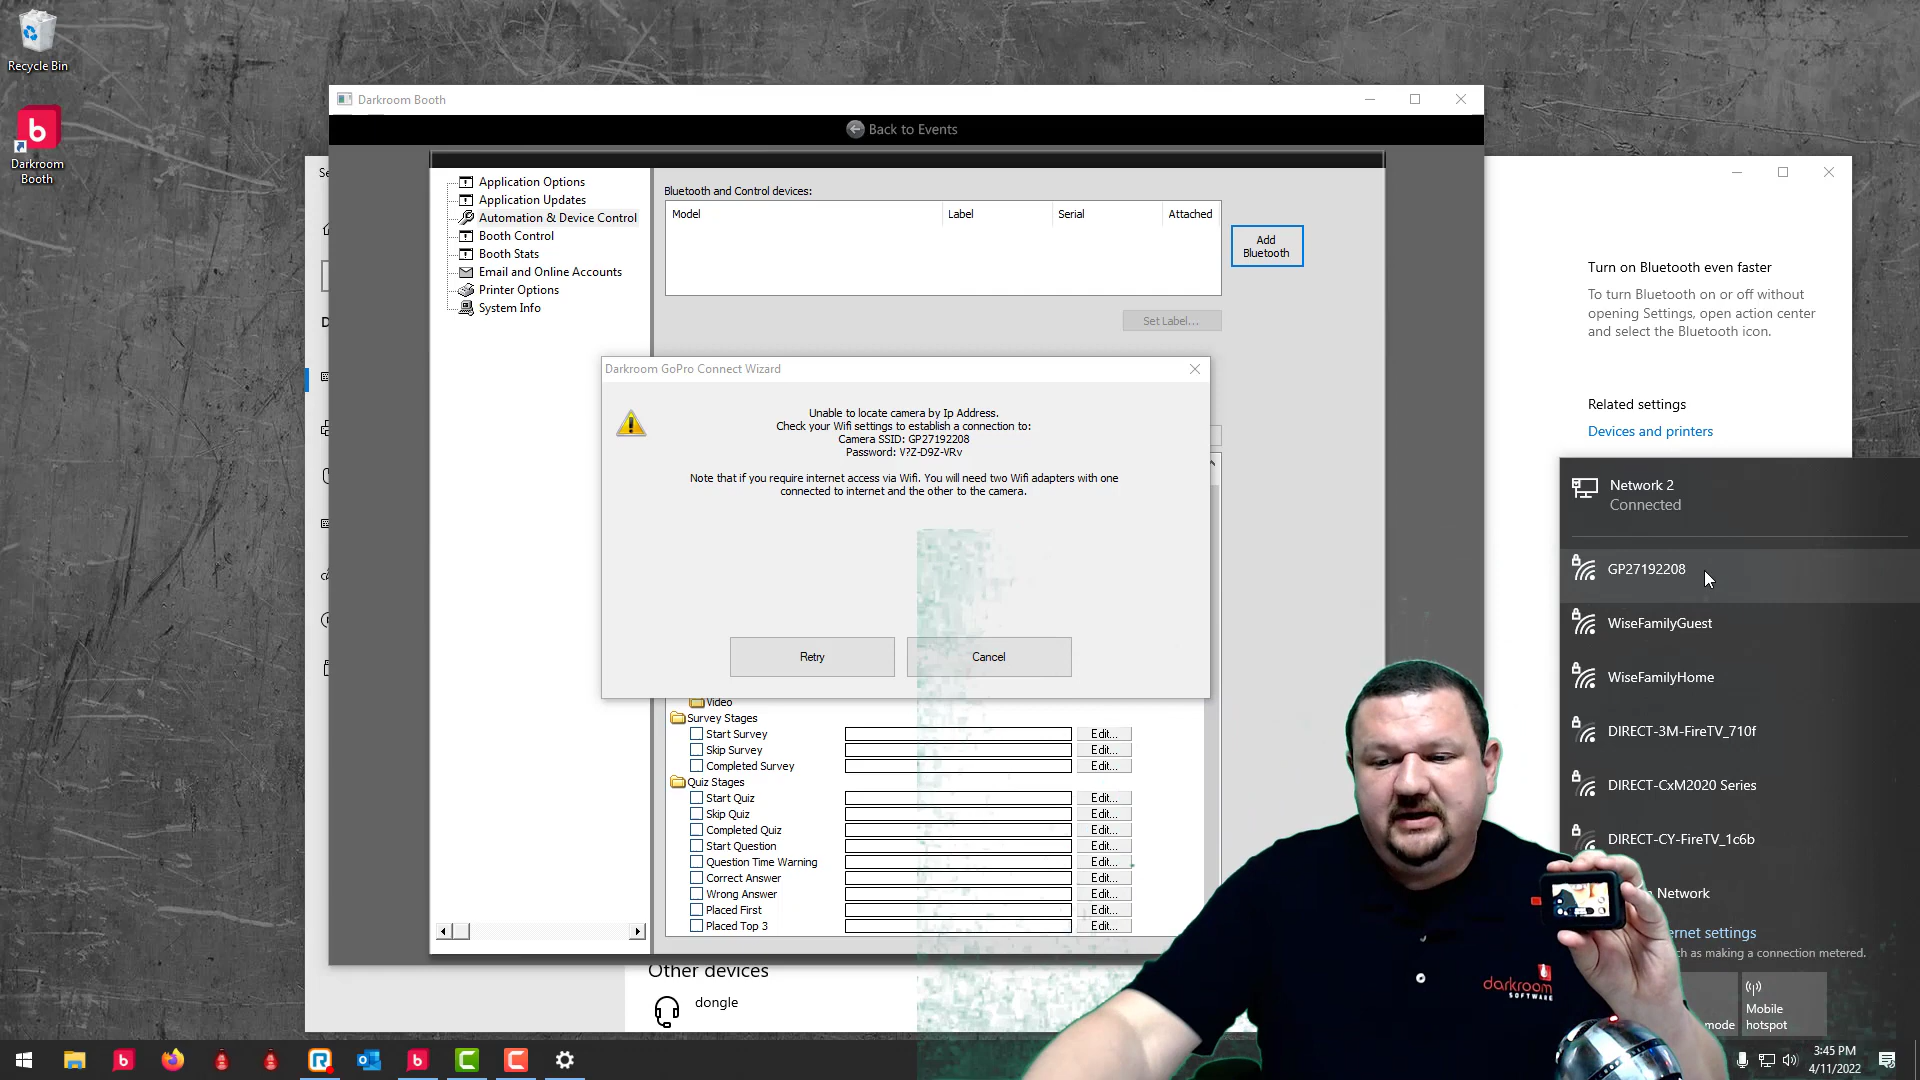 Recycle Bin
Darkroom
Booth
Darkroom Booth
Back to Events
Application Options
Application Updates
Automation & Device Control
Booth Control
Booth Stats
Email and Online Accounts
Printer Options
System Info
Bluetooth and Control devices:
Model Label Serial Attached
Add
Bluetooth
Set Label...
Darkroom GoPro Connect Wizard
Unable to locate camera by Ip Address.
Check your Wifi settings to establish a connection to:
Camera SSID: GP27192208
Password: V?Z-D9Z-VRv
Note that if you require internet access via Wifi. You will need two Wifi adapters with one
connected to internet and the other to the camera.
Retry Cancel
Video
Survey Stages
Start Survey Edit...
Skip Survey Edit...
Completed Survey Edit...
Quiz Stages
Start Quiz Edit...
Skip Quiz Edit...
Completed Quiz Edit...
Start Question Edit...
Question Time Warning Edit...
Correct Answer Edit...
Wrong Answer Edit...
Placed First Edit...
Placed Top 3 Edit...
Other devices
dongle
Turn on Bluetooth even faster
To turn Bluetooth on or off without
opening Settings, open action center
and select the Bluetooth icon.
Related settings
Devices and printers
Network 2
Connected
GP27192208
WiseFamilyGuest
WiseFamilyHome
DIRECT-3M-FireTV_710f
DIRECT-CxM2020 Series
DIRECT-CY-FireTV_1c6b
Network
ernet settings
ch as making a connection metered.
mode
Mobile
hotspot
darkroom
SOFTWARE
3:45 PM
4/11/2022